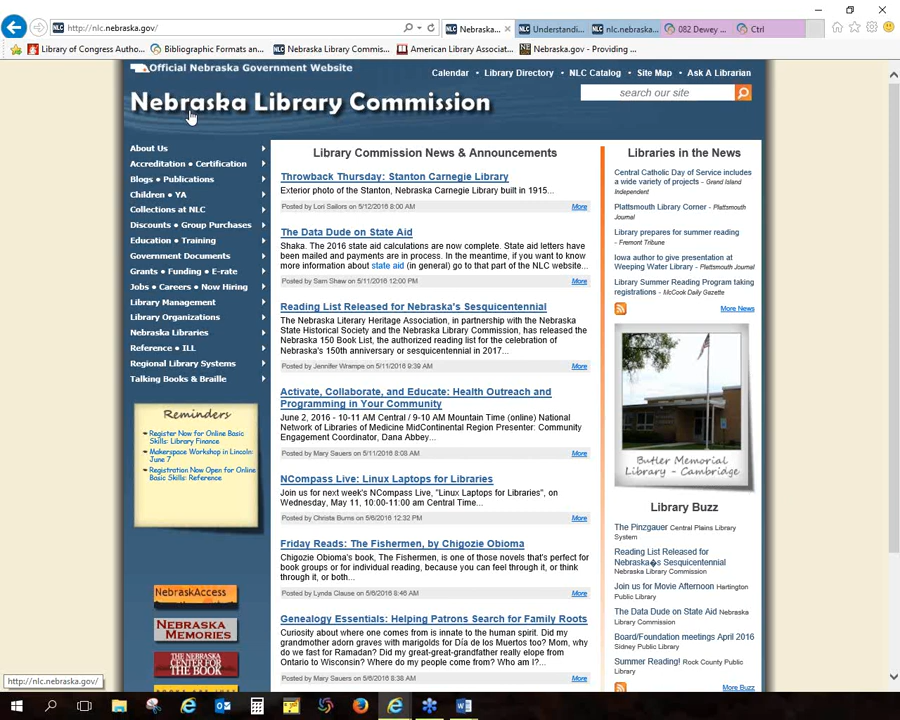 http://nlc.nebraska.gov/
Nebraska...
Understandi...
nlc.nebraska...
082 Dewey ...
Ctrl
Library of Congress Autho...
Bibliographic Formats an...
Nebraska Library Commis...
American Library Associat...
Nebraska.gov - Providing ...
Official Nebraska Government Website
Calendar • Library Directory • NLC Catalog • Site Map • Ask A Librarian
Nebraska Library Commission
search our site
About Us
Accreditation • Certification
Blogs • Publications
Children • YA
Collections at NLC
Discounts • Group Purchases
Education • Training
Government Documents
Grants • Funding • E-rate
Jobs • Careers • Now Hiring
Library Management
Library Organizations
Nebraska Libraries
Reference • ILL
Regional Library Systems
Talking Books & Braille
Reminders
Register Now for Online Basic
Skills: Library Finance
Makerspace Workshop in Lincoln:
June 7
Registration Now Open for Online
Basic Skills: Reference
NebraskAccess
NEBRASKA
MEMORIES
THE NEBRASKA
CENTER FOR
THE BOOK
Library Commission News & Announcements
Throwback Thursday: Stanton Carnegie Library
Exterior photo of the Stanton, Nebraska Carnegie Library built in 1915...
Posted by Lori Sailors on 5/12/2016 8:00 AM More
The Data Dude on State Aid
Shaka. The 2016 state aid calculations are now complete. State aid letters have
been mailed and payments are in process. In the meantime, if you want to know
more information about state aid (in general) go to that part of the NLC website...
Posted by Sam Shaw on 5/11/2016 12:00 PM More
Reading List Released for Nebraska's Sesquicentennial
The Nebraska Literary Heritage Association, in partnership with the Nebraska
State Historical Society and the Nebraska Library Commission, has released the
Nebraska 150 Book List, the authorized reading list for the celebration of
Nebraska's 150th anniversary or sesquicentennial in 2017...
Posted by Jennifer Wrampe on 5/11/2016 9:39 AM More
Activate, Collaborate, and Educate: Health Outreach and
Programming in Your Community
June 2, 2016 - 10-11 AM Central / 9-10 AM Mountain Time (online) National
Network of Libraries of Medicine MidContinental Region Presenter: Community
Engagement Coordinator, Dana Abbey...
Posted by Mary Sauers on 5/11/2016 8:08 AM More
NCompass Live: Linux Laptops for Libraries
Join us for next week's NCompass Live, "Linux Laptops for Libraries", on
Wednesday, May 11, 10:00-11:00 am Central Time...
Posted by Christa Burns on 5/6/2016 12:32 PM More
Friday Reads: The Fishermen, by Chigozie Obioma
Chigozie Obioma's book, The Fishermen, is one of those novels that's perfect for
book groups or for individual reading, because you can feel through it, or think
through it, or both...
Posted by Lynda Clause on 5/6/2016 8:46 AM More
Genealogy Essentials: Helping Patrons Search for Family Roots
Curiosity about where one comes from is innate to the human spirit. Did my
grandmother adorn graves with marigolds for Día de los Muertos too? Mom, why
do we fast for Ramadan? Did my great-great-grandfather really elope from
Ontario to Wisconsin? Where do my people come from? Who am I?...
Posted by Mary Sauers on 5/6/2016 8:38 AM More
Libraries in the News
Central Catholic Day of Service includes
a wide variety of projects - Grand Island
Independent
Plattsmouth Library Corner - Plattsmouth
Journal
Library prepares for summer reading
- Fremont Tribune
Iowa author to give presentation at
Weeping Water Library - Plattsmouth Journal
Library Summer Reading Program taking
registrations - McCook Daily Gazette
More News
Butler Memorial
Library - Cambridge
Library Buzz
The Pinzgauer Central Plains Library
System
Reading List Released for
Nebraska�s Sesquicentennial
Nebraska Library Commission
Join us for Movie Afternoon Hartington
Public Library
The Data Dude on State Aid Nebraska
Library Commission
Board/Foundation meetings April 2016
Sidney Public Library
Summer Reading! Rock County Public
Library
More Buzz
http://nlc.nebraska.gov/